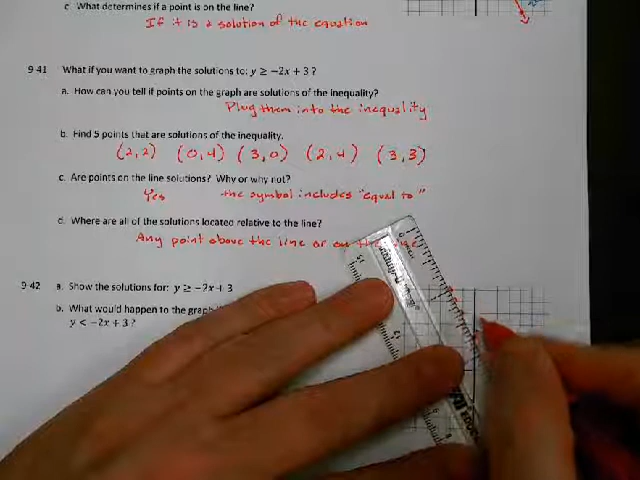 c. What determines if a point is on the line?
If it is a solution of the equation
9-41 What if you want to graph the solutions to: y ≥ −2x + 3 ?
a. How can you tell if points on the graph are solutions of the inequality?
Plug them into the inequality
b. Find 5 points that are solutions of the inequality.
(2,2) (0,4) (3,0) (2,4) (3,3)
c. Are points on the line solutions? Why or why not?
Yes the symbol includes "equal to"
d. Where are all of the solutions located relative to the line?
Any point above the line or on the line
9-42 a. Show the solutions for: y ≥ −2x + 3
b. What would happen to the graph
y < −2x + 3 ?